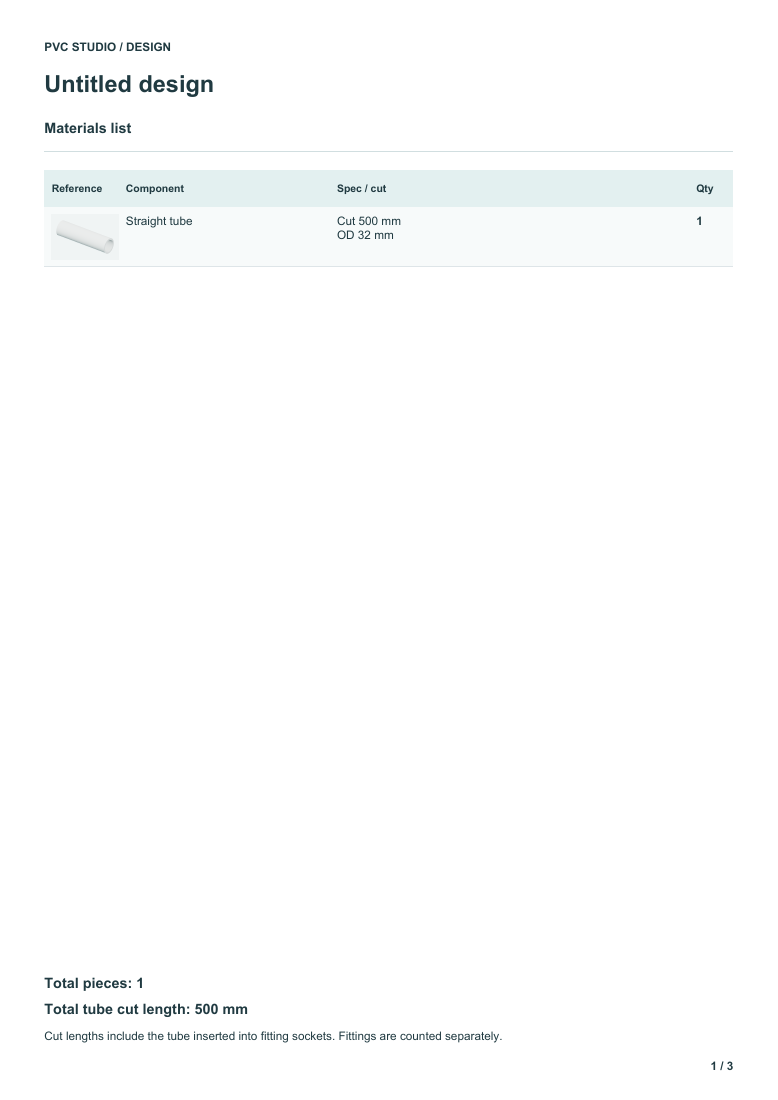 PVC STUDIO / DESIGN
Untitled design
Materials list
Reference Component Spec / cut Qty
Straight tube Cut 500 mm 1
OD 32 mm
Total pieces: 1
Total tube cut length: 500 mm
Cut lengths include the tube inserted into fitting sockets. Fittings are counted separately.
1 / 3